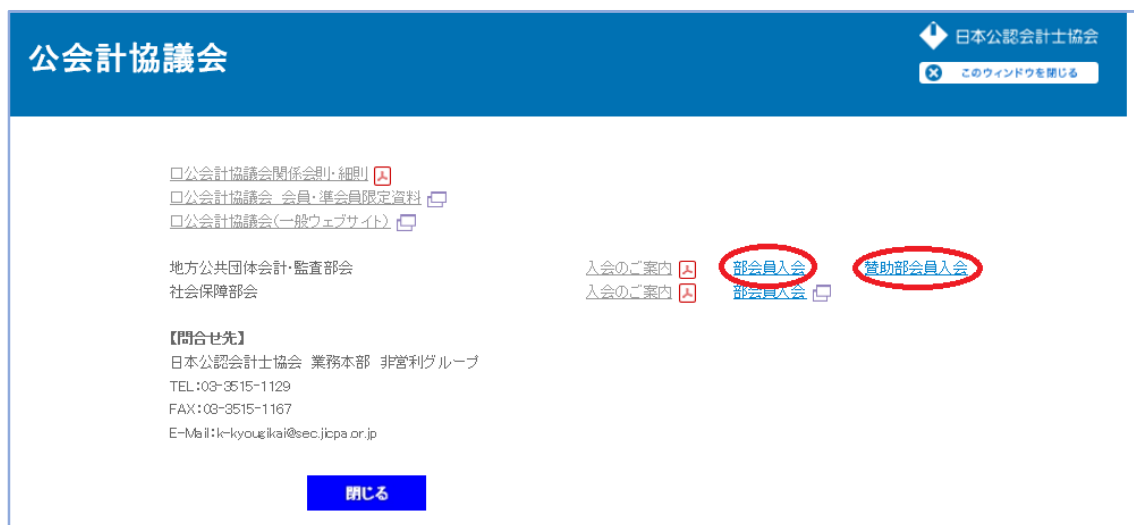 公会計協議会
日本公認会計士協会
このウィンドウを閉じる
□公会計協議会関係会則・細則
□公会計協議会 会員・準会員限定資料
□公会計協議会(一般ウェブサイト)
地方公共団体会計・監査部会 入会のご案内 部会員入会 賛助部会員入会
社会保障部会 入会のご案内 部会員入会
【問合せ先】
日本公認会計士協会 業務本部 非営利グループ
TEL:03-3515-1129
FAX:03-3515-1167
E-Mail:k-kyougikai@sec.jicpa.or.jp
閉じる